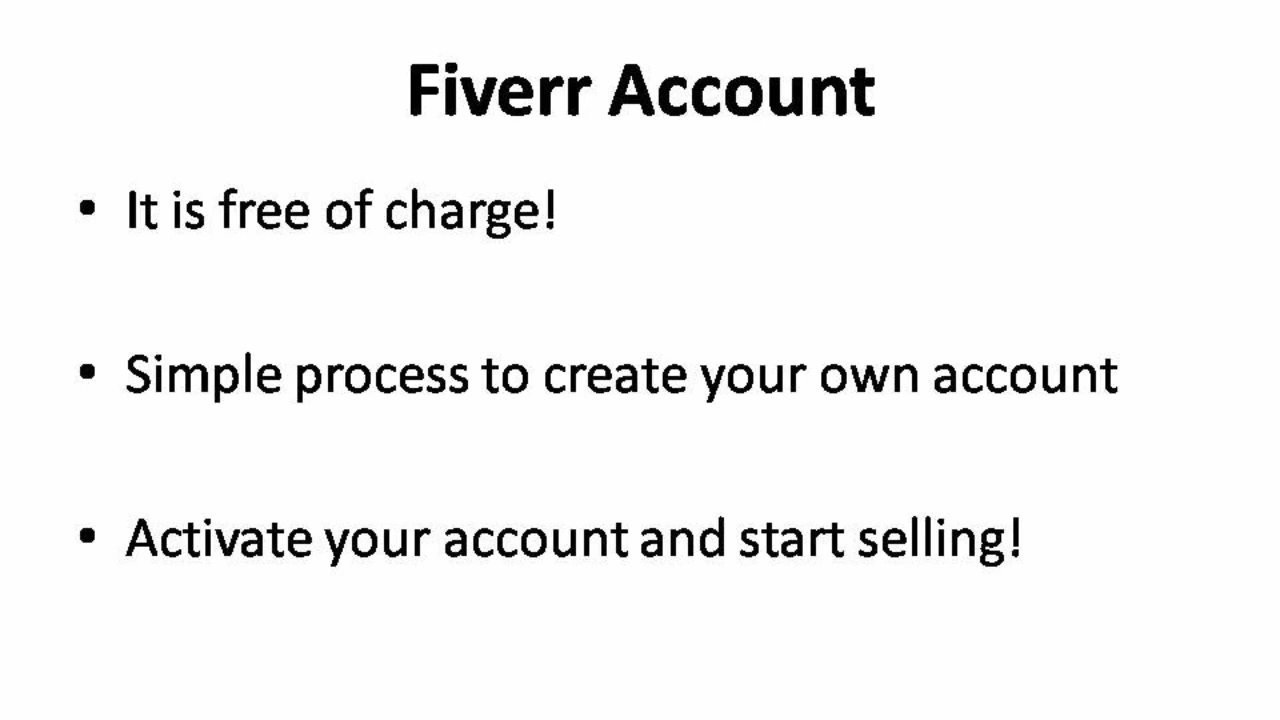 Fiverr Account
• It is free of charge!
• Simple process to create your own account
• Activate your account and start selling!